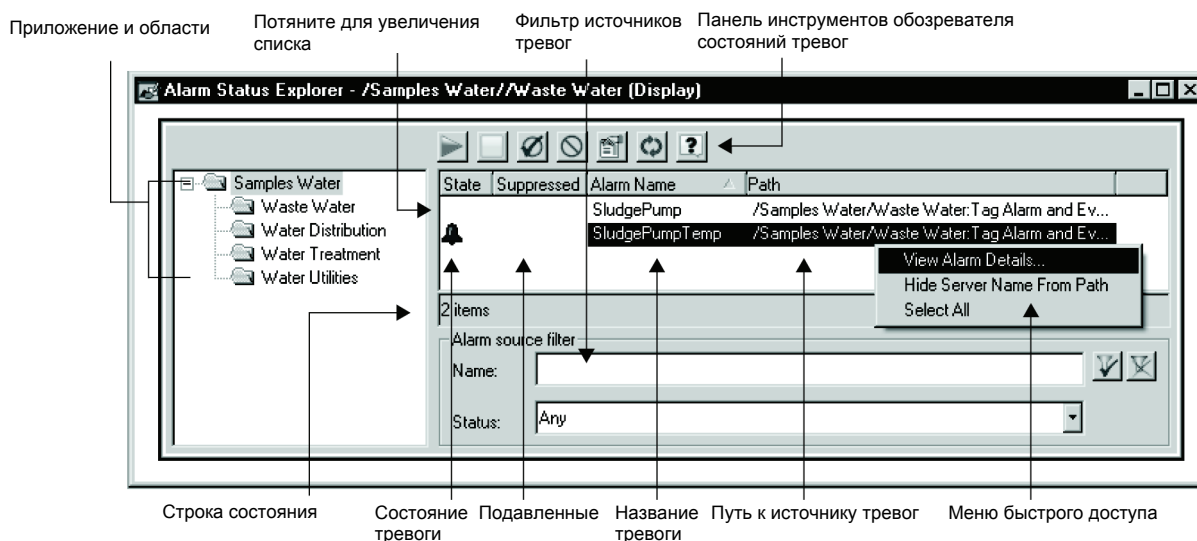 Приложение и области
Потяните для увеличения
списка
Фильтр источников
тревог
Панель инструментов обозревателя
состояний тревог
Alarm Status Explorer - /Samples Water//Waste Water (Display)
Samples Water
Waste Water
Water Distribution
Water Treatment
Water Utilities
State Suppressed Alarm Name Path
SludgePump /Samples Water/Waste Water:Tag Alarm and Ev...
SludgePumpTemp /Samples Water/Waste Water:Tag Alarm and Ev...
View Alarm Details...
Hide Server Name From Path
Select All
2 items
Alarm source filter
Name:
Status: Any
Строка состояния
Состояние
тревоги
Подавленные
Название
тревоги
Путь к источнику тревог
Меню быстрого доступа